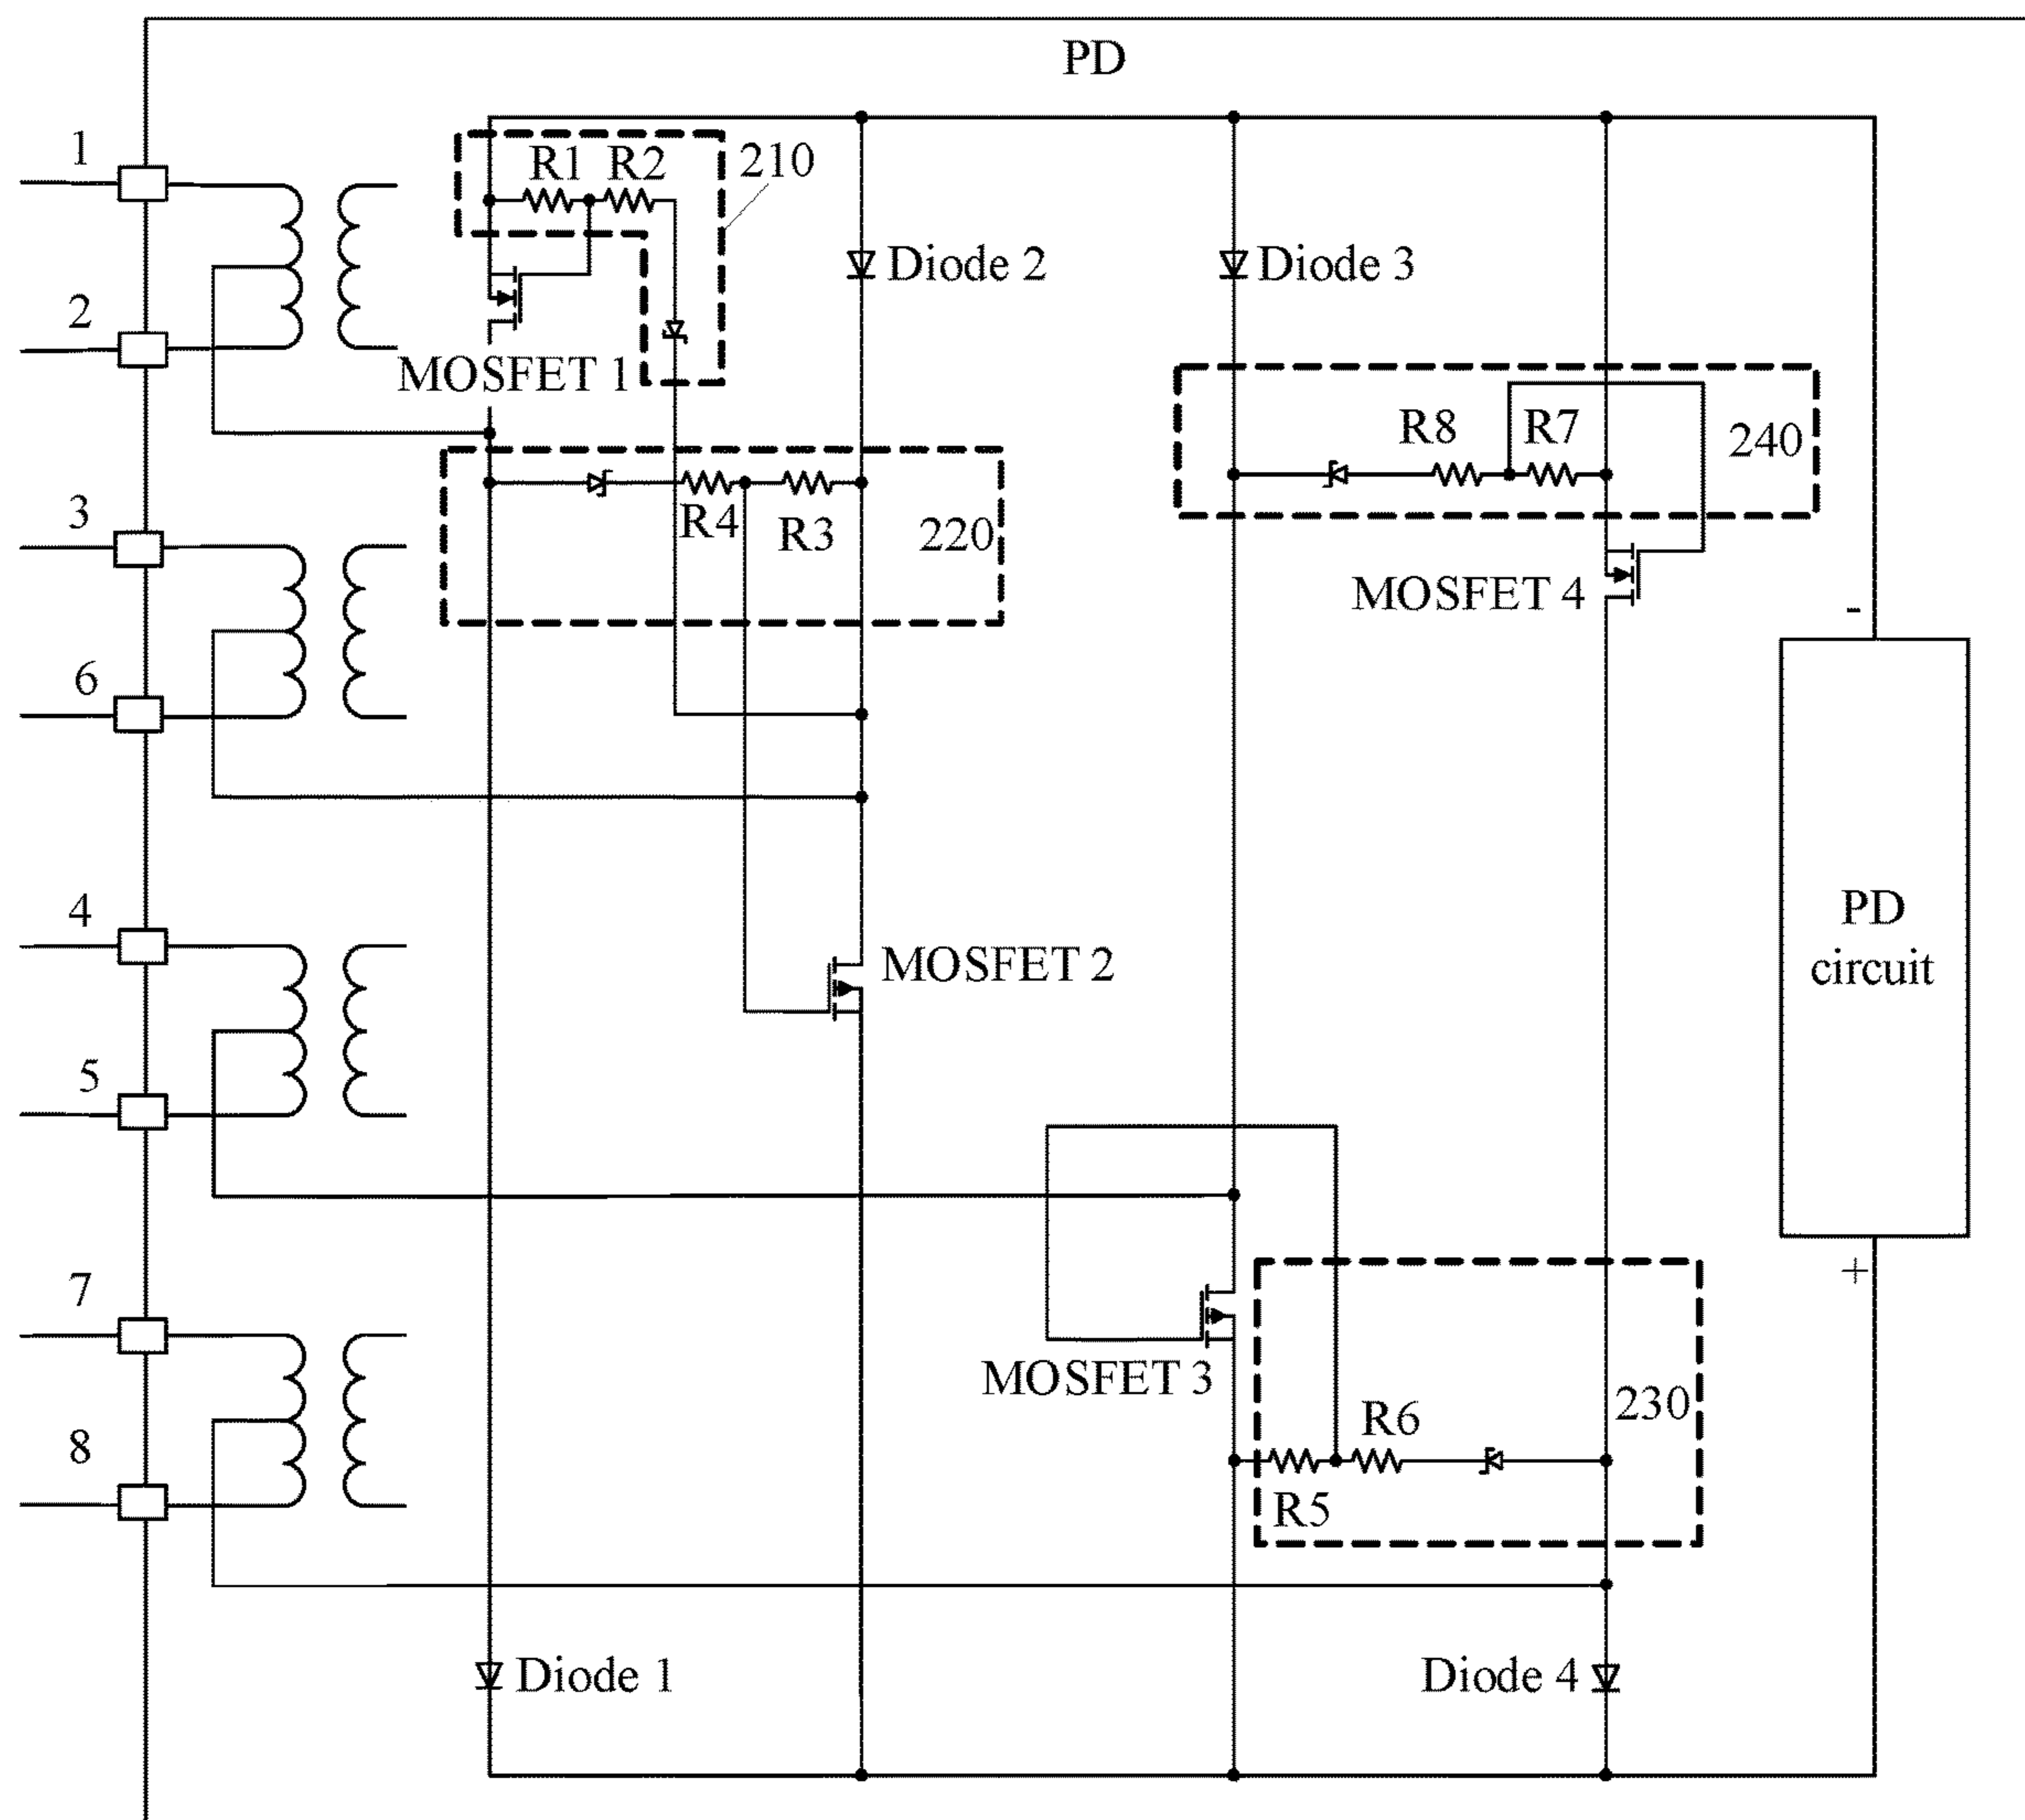 PD
1
R1 R2
210
Diode 2
Diode 3
2
MOSFET 1
R8
R7
240
3
R4
R3
220
MOSFET 4
-
6
4
PD
circuit
MOSFET 2
5
+
7
MOSFET 3
R6
230
8
R5
Diode 1
Diode 4